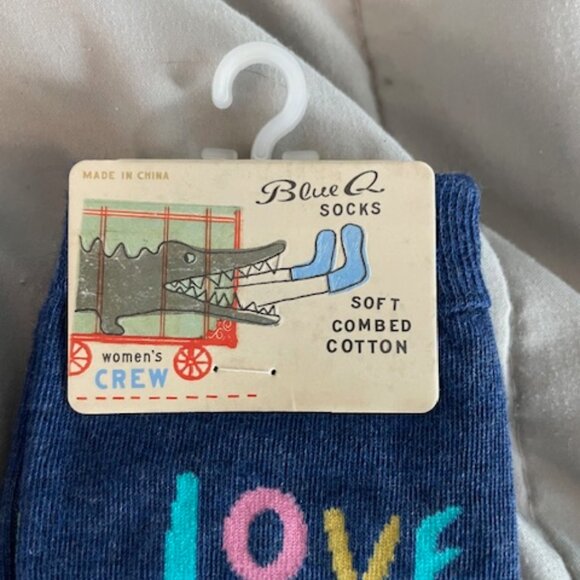 MADE IN CHINA
Blue Q
SOCKS
SOFT
COMBED
COTTON
women's
CREW
LOVE